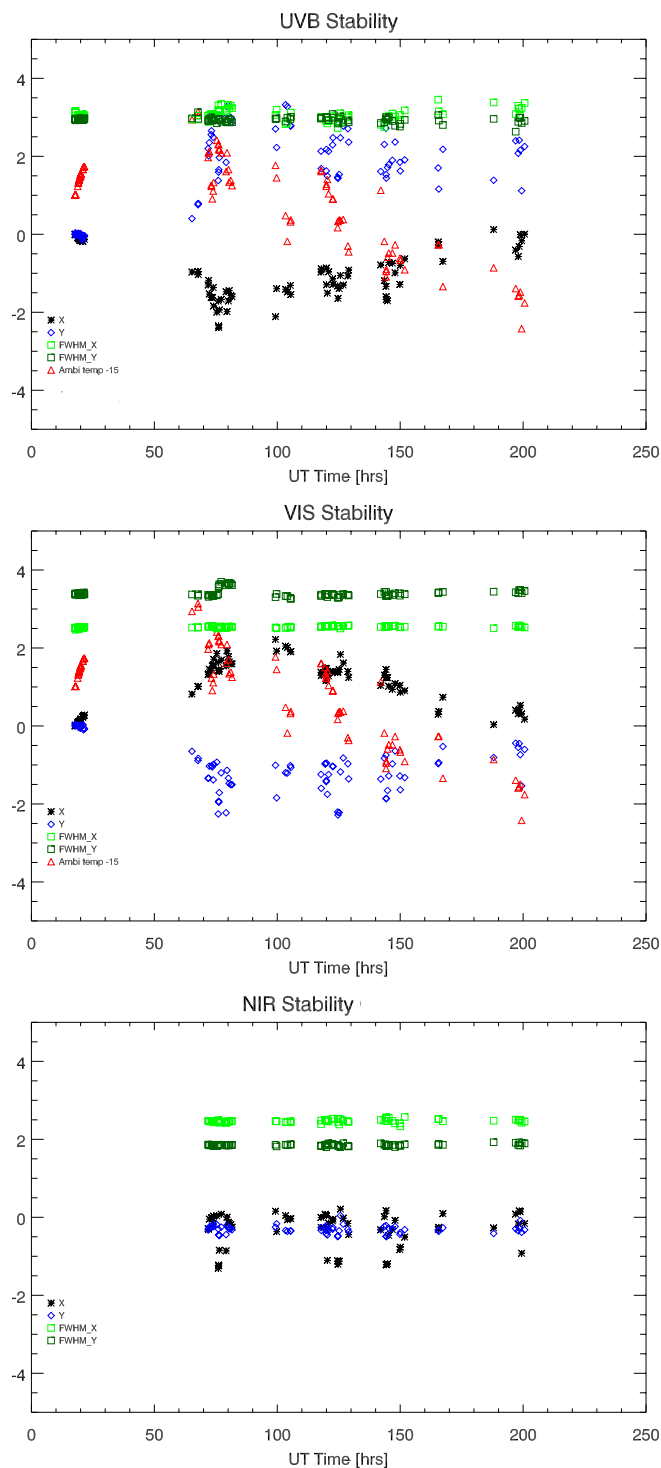 UVB Stability
4
2
0
-2
-4
X
Y
FWHM_X
FWHM_Y
Ambi temp -15
0 50 100 150 200 250
UT Time [hrs]
VIS Stability
4
2
0
-2
-4
X
Y
FWHM_X
FWHM_Y
Ambi temp -15
0 50 100 150 200 250
UT Time [hrs]
NIR Stability
4
2
0
-2
-4
X
Y
FWHM_X
FWHM_Y
0 50 100 150 200 250
UT Time [hrs]